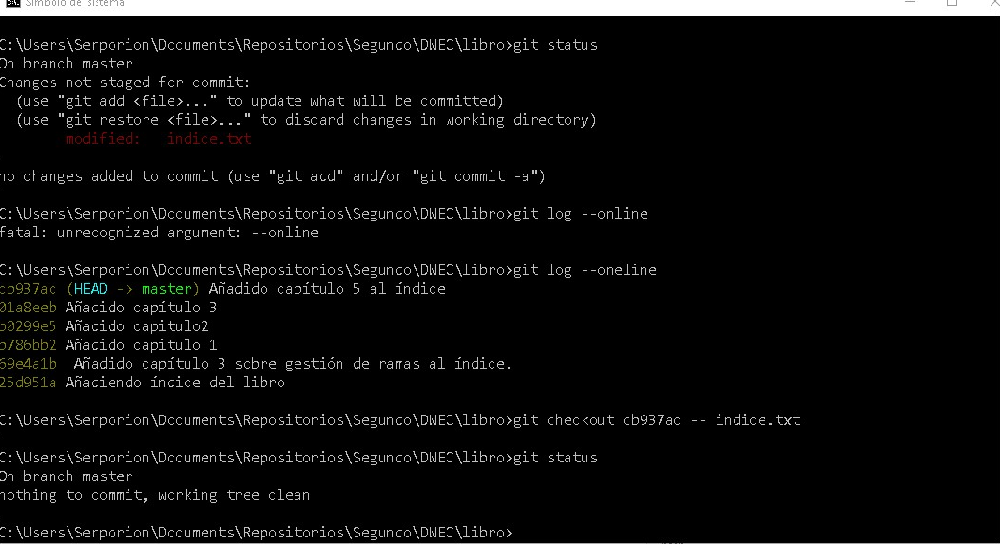 Símbolo del sistema
C:\Users\Serporion\Documents\Repositorios\Segundo\DWEC\libro>git status
On branch master
Changes not staged for commit:
  (use "git add <file>..." to update what will be committed)
  (use "git restore <file>..." to discard changes in working directory)
        modified:   indice.txt
no changes added to commit (use "git add" and/or "git commit -a")
C:\Users\Serporion\Documents\Repositorios\Segundo\DWEC\libro>git log --online
fatal: unrecognized argument: --online
C:\Users\Serporion\Documents\Repositorios\Segundo\DWEC\libro>git log --oneline
cb937ac (HEAD -> master) Añadido capítulo 5 al índice
01a8eeb Añadido capítulo 3
b0299e5 Añadido capitulo2
b786bb2 Añadido capitulo 1
69e4a1b  Añadido capítulo 3 sobre gestión de ramas al índice.
25d951a Añadiendo índice del libro
C:\Users\Serporion\Documents\Repositorios\Segundo\DWEC\libro>git checkout cb937ac -- indice.txt
C:\Users\Serporion\Documents\Repositorios\Segundo\DWEC\libro>git status
On branch master
nothing to commit, working tree clean
C:\Users\Serporion\Documents\Repositorios\Segundo\DWEC\libro>